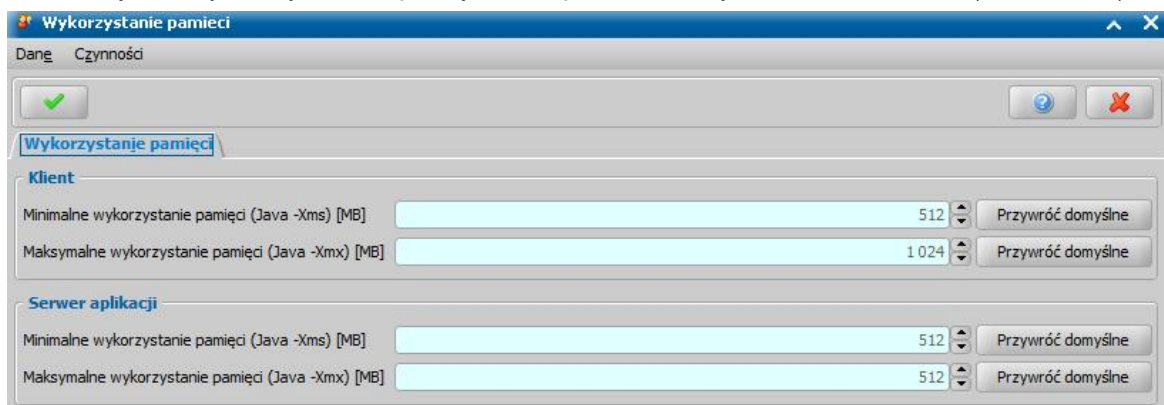 Wykorzystanie pamieci
Dane Czynności
Wykorzystanie pamięci
Klient
Minimalne wykorzystanie pamięci (Java -Xms) [MB] 512 Przywróć domyślne
Maksymalne wykorzystanie pamięci (Java -Xmx) [MB] 1 024 Przywróć domyślne
Serwer aplikacji
Minimalne wykorzystanie pamięci (Java -Xms) [MB] 512 Przywróć domyślne
Maksymalne wykorzystanie pamięci (Java -Xmx) [MB] 512 Przywróć domyślne